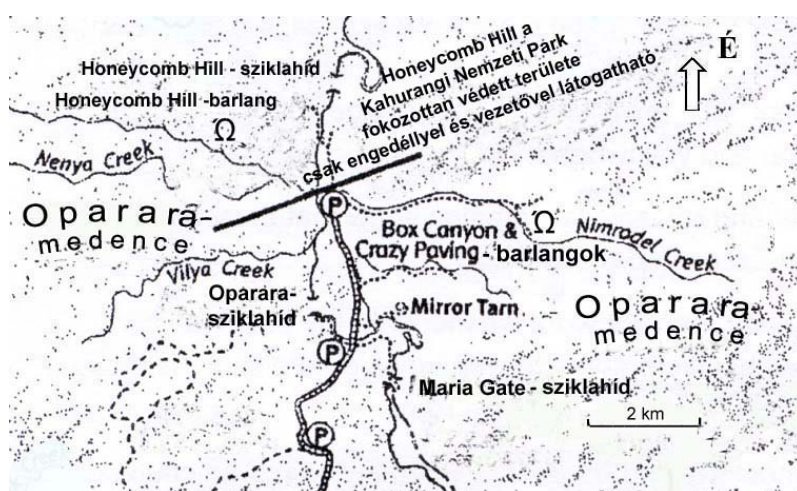 Honeycomb Hill - sziklahíd
Honeycomb Hill -barlang
Honeycomb Hill a
Kahurangi Nemzeti Park
fokozottan védett területe
csak engedéllyel és vezetővel látogatható
É
Ω
Nenya Creek
Oparara-
medence
P
Ω
Box Canyon &
Crazy Paving - barlangok
Nimrodel Creek
Vilya Creek
Oparara-
sziklahíd
Mirror Tarn
Oparara-
medence
P
Maria Gate - sziklahíd
2 km
P